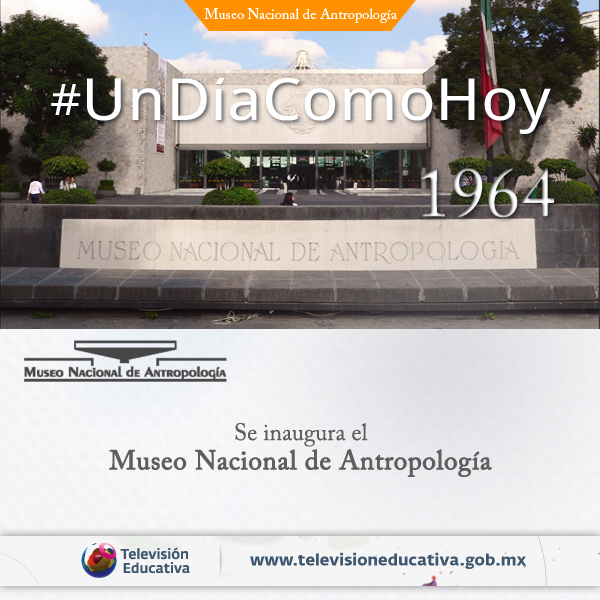 Museo Nacional de Antropología
#UnDíaComoHoy
1964
MUSEO NACIONAL DE ANTROPOLOGIA
Museo Nacional de Antropología
Se inaugura el
Museo Nacional de Antropología
Televisión
Educativa
www.televisioneducativa.gob.mx